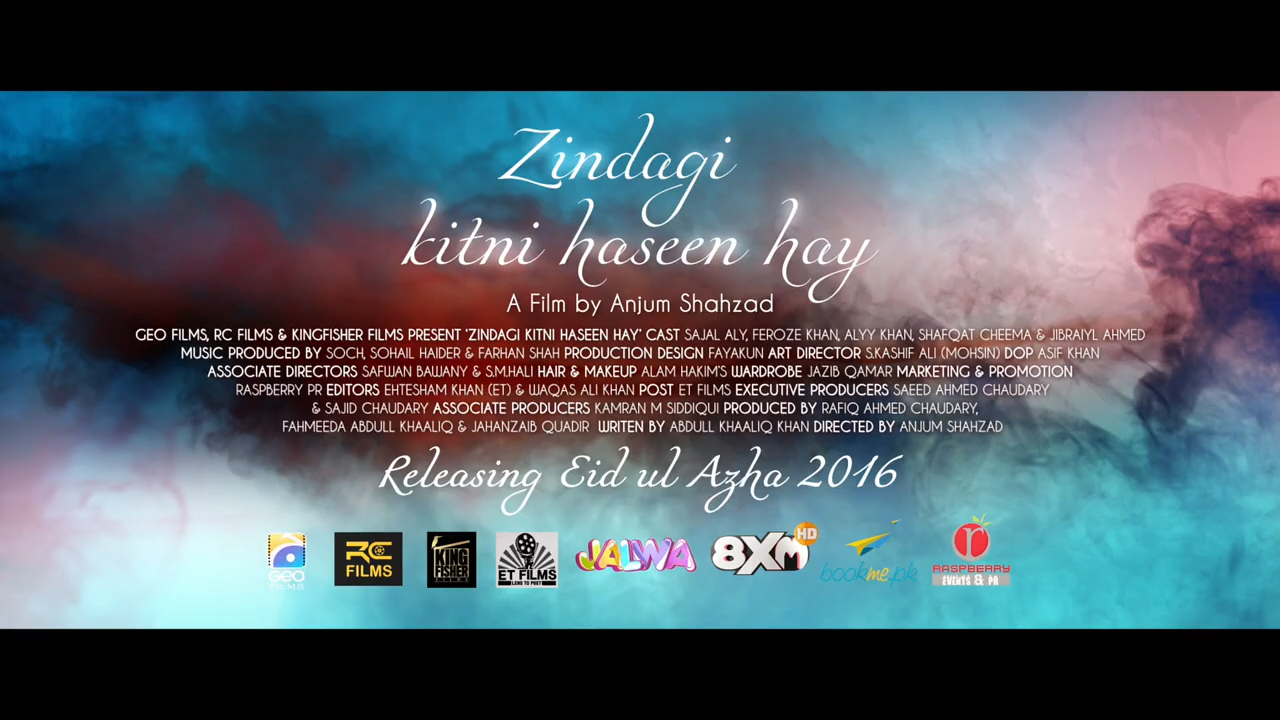 Zindagi
kitni haseen hay
A Film by Anjum Shahzad
GEO FILMS, RC FILMS & KINGFISHER FILMS PRESENT 'ZINDAGI KITNI HASEEN HAY' CAST SAJAL ALY, FEROZE KHAN, ALYY KHAN, SHAFQAT CHEEMA & JIBRAIYL AHMED
MUSIC PRODUCED BY SOCH, SOHAIL HAIDER & FARHAN SHAH PRODUCTION DESIGN FAYAKUN ART DIRECTOR S.KASHIF ALI (MOHSIN) DOP ASIF KHAN
ASSOCIATE DIRECTORS SAFWAN BAWANY & S.M.HALI HAIR & MAKEUP ALAM HAKIM'S WARDROBE JAZIB QAMAR MARKETING & PROMOTION
RASPBERRY PR EDITORS EHTESHAM KHAN (ET) & WAQAS ALI KHAN POST ET FILMS EXECUTIVE PRODUCERS SAEED AHMED CHAUDARY
& SAJID CHAUDARY ASSOCIATE PRODUCERS KAMRAN M SIDDIQUI PRODUCED BY RAFIQ AHMED CHAUDARY,
FAHMEEDA ABDULL KHAALIQ & JAHANZAIB QUADIR WRITEN BY ABDULL KHAALIQ KHAN DIRECTED BY ANJUM SHAHZAD
Releasing Eid ul Azha 2016
GEO FILMS
RC FILMS
KING FISHER FILMS
ET FILMS LENS TO POST
JALWA
8XM HD
bookme.pk
r RASPBERRY EVENTS & PR